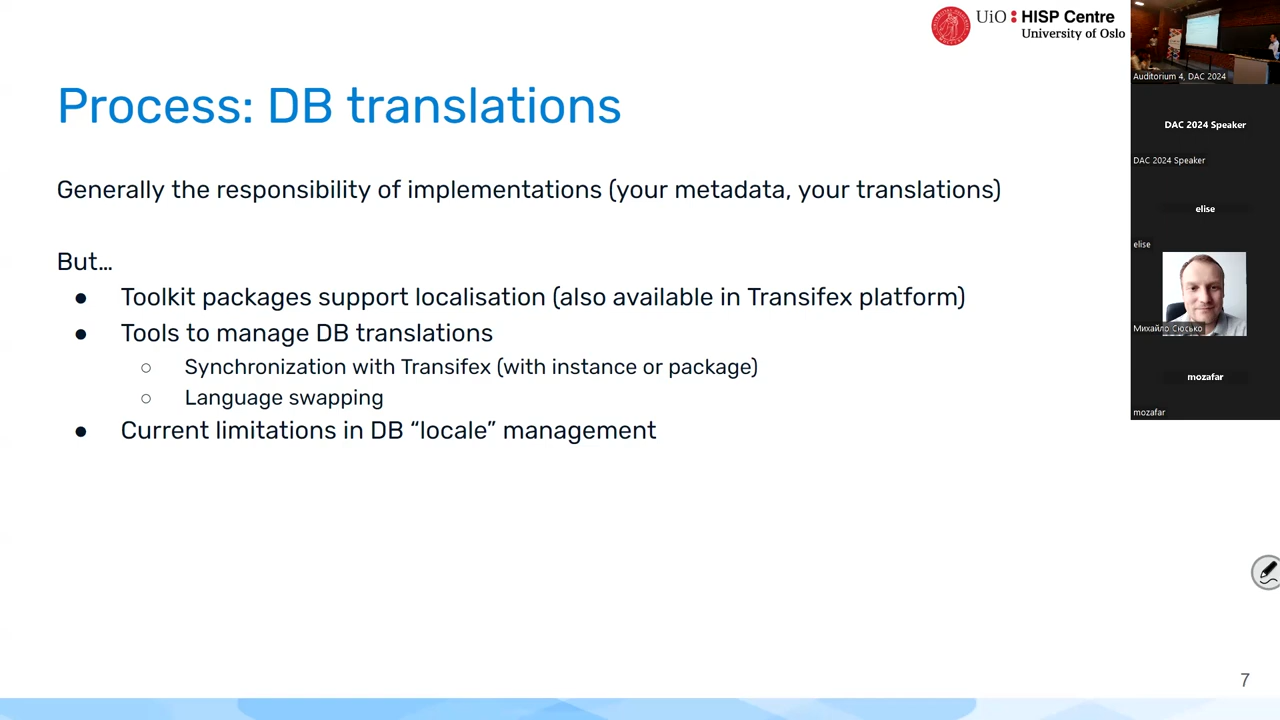 UiO : HISP Centre
University of Oslo
Process: DB translations
Generally the responsibility of implementations (your metadata, your translations)
But…
● Toolkit packages support localisation (also available in Transifex platform)
● Tools to manage DB translations
○ Synchronization with Transifex (with instance or package)
○ Language swapping
● Current limitations in DB “locale” management
7
Auditorium 4, DAC 2024
DAC 2024 Speaker
DAC 2024 Speaker
elise
elise
Михайло Сюсько
mozafar
mozafar